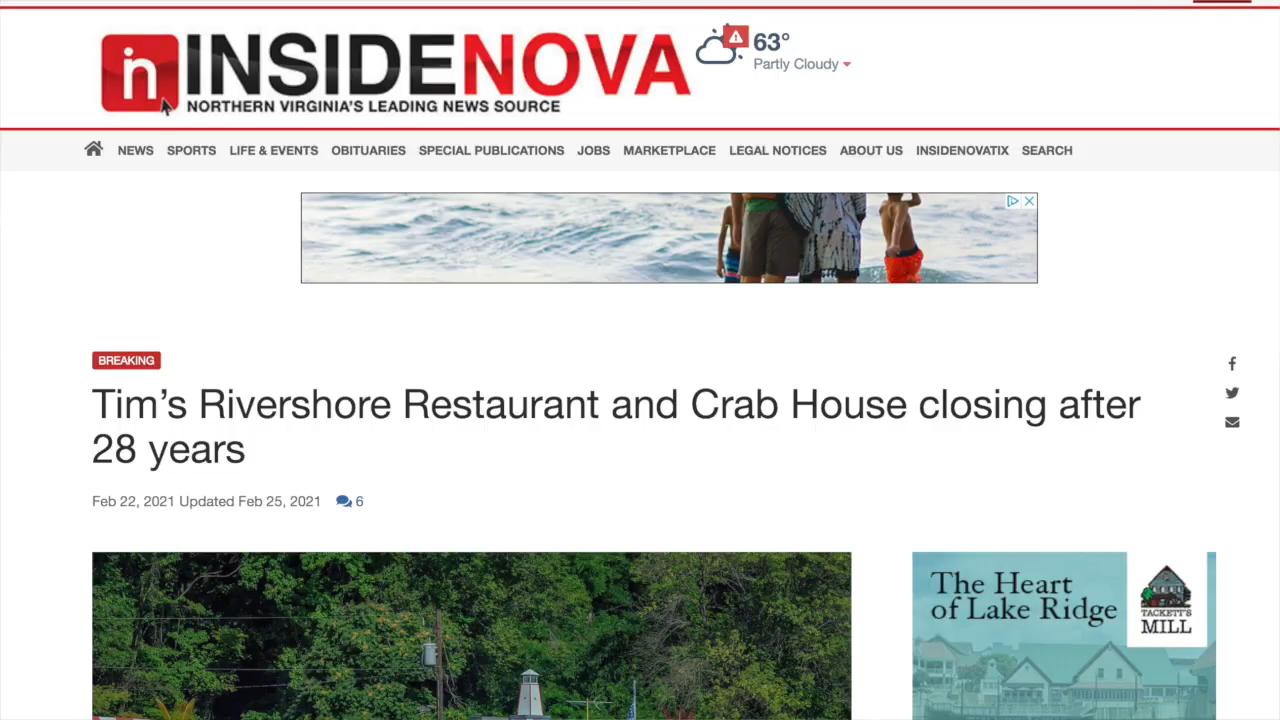 in INSIDENOVA
NORTHERN VIRGINIA'S LEADING NEWS SOURCE
63°
Partly Cloudy
NEWS SPORTS LIFE & EVENTS OBITUARIES SPECIAL PUBLICATIONS JOBS MARKETPLACE LEGAL NOTICES ABOUT US INSIDENOVATIX SEARCH
BREAKING
Tim’s Rivershore Restaurant and Crab House closing after
28 years
Feb 22, 2021 Updated Feb 25, 2021 6
The Heart
of Lake Ridge
TACKETT'S
MILL